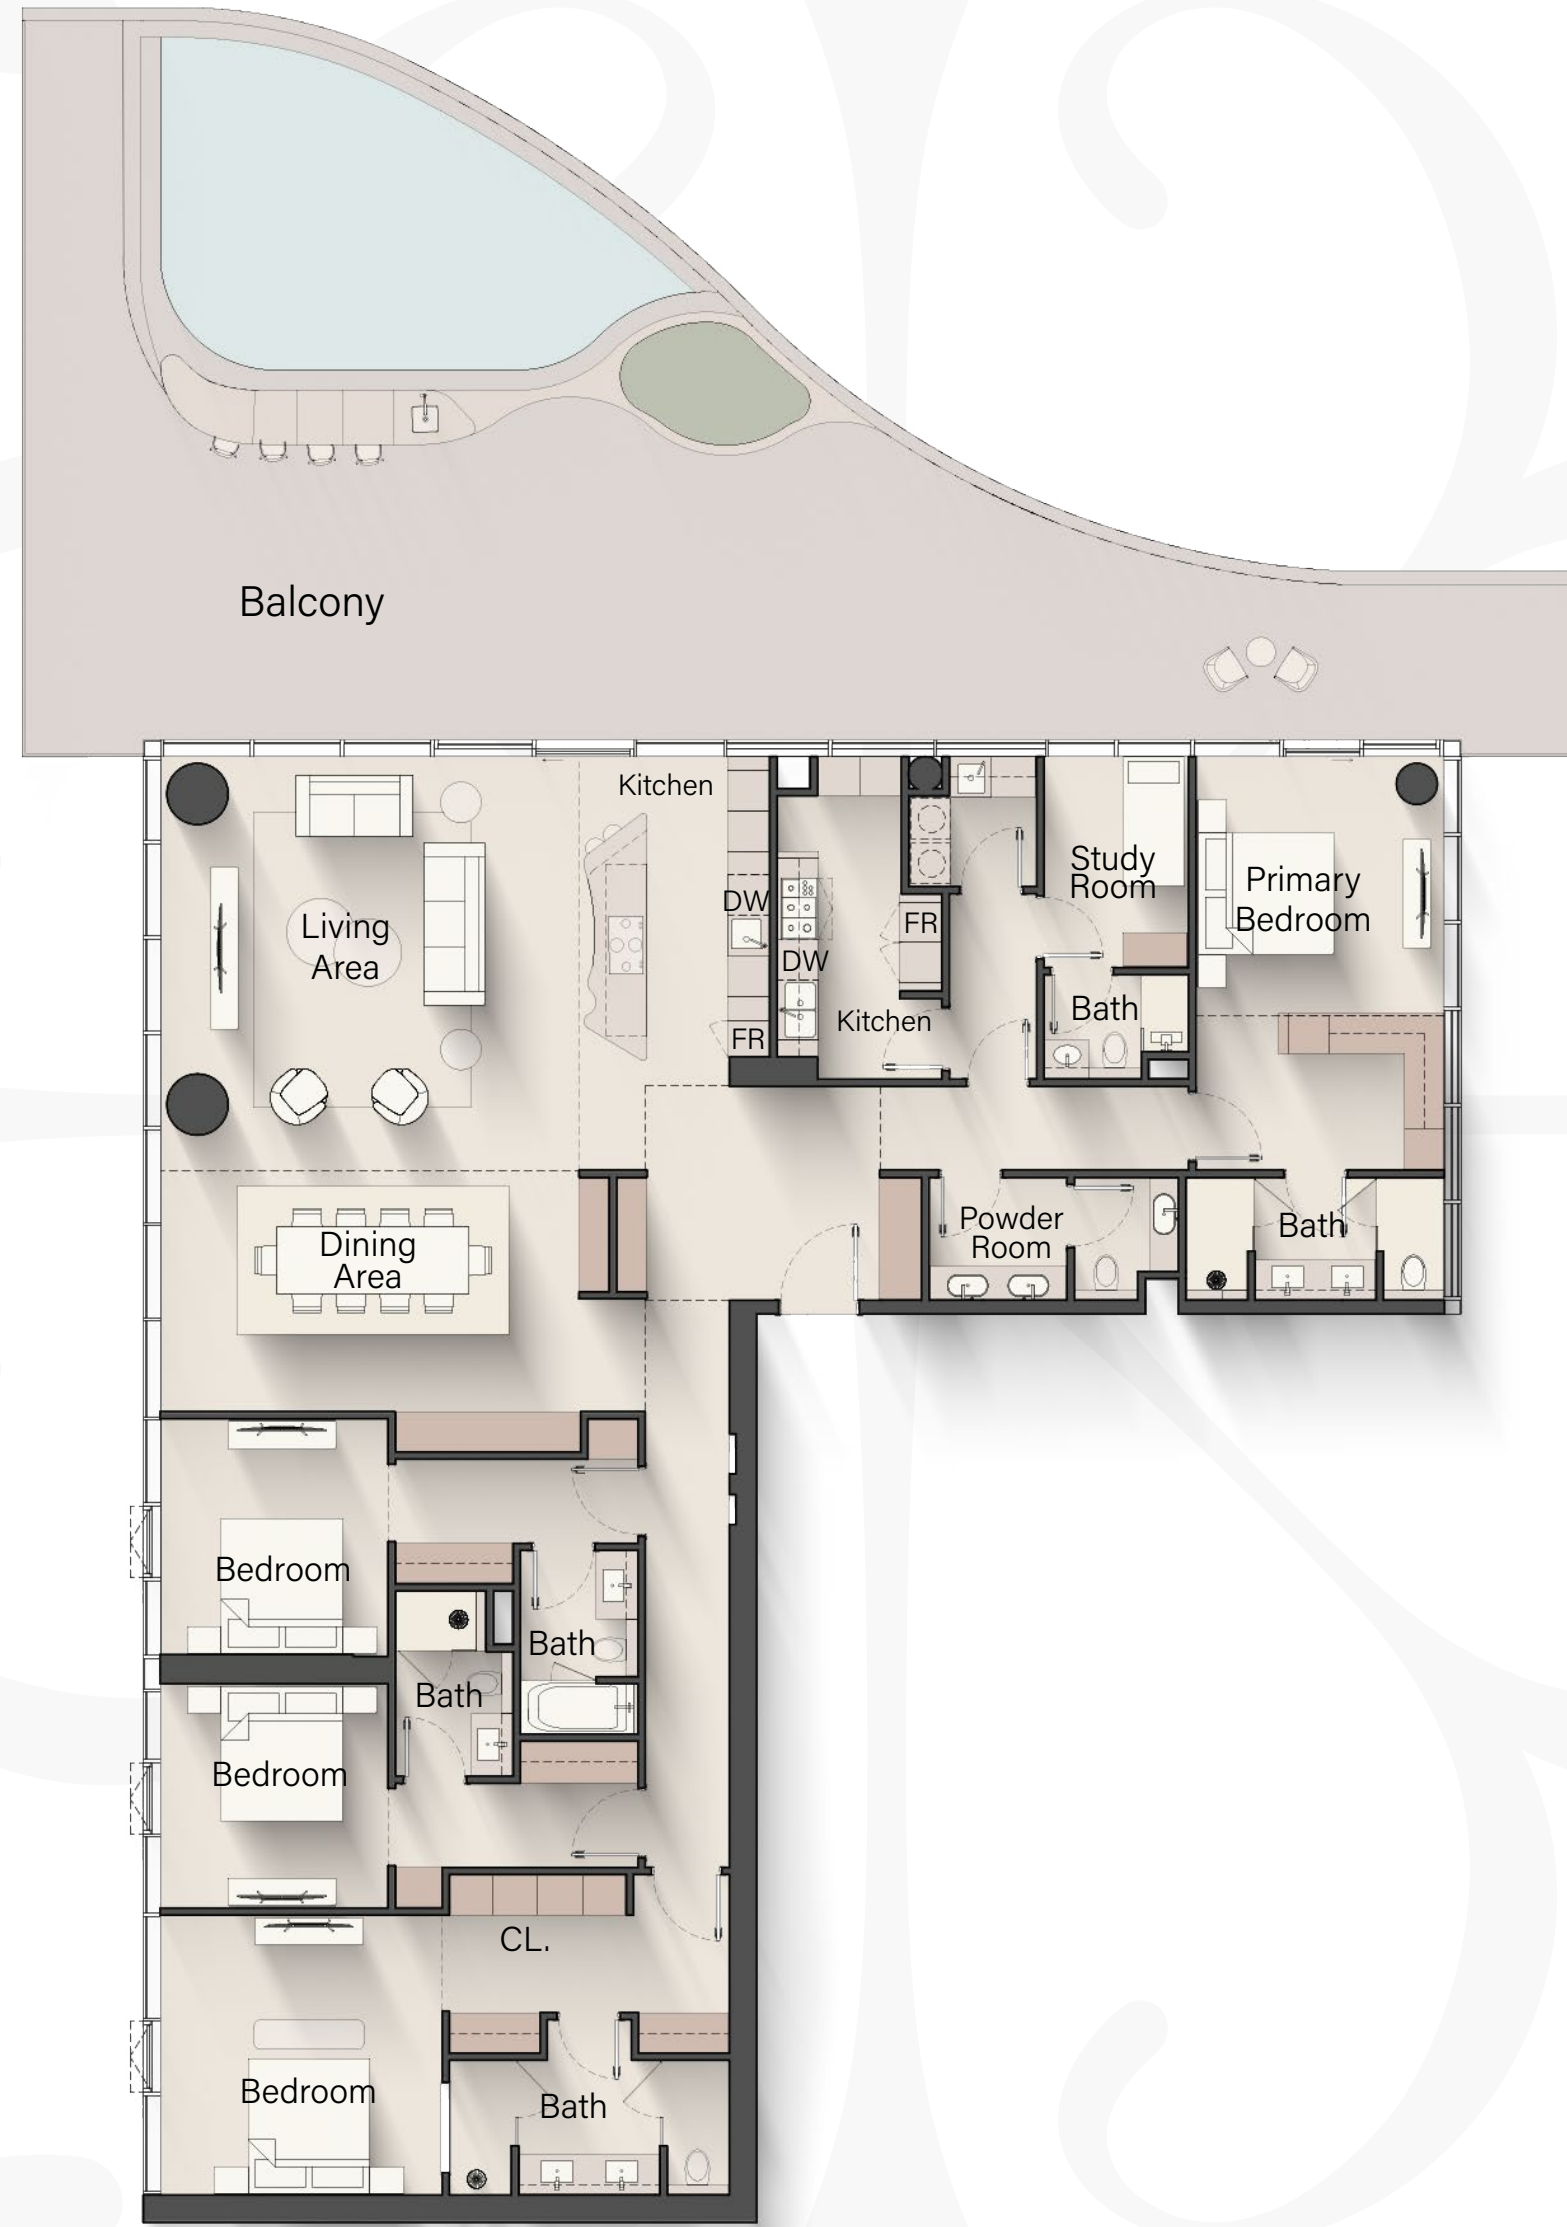 Balcony
Kitchen
Study
Room
Primary
Bedroom
DW
FR
Living
Area
DW
Bath
Kitchen
FR
Powder
Room
Bath
Dining
Area
Bedroom
Bath
Bath
Bedroom
CL.
Bedroom
Bath